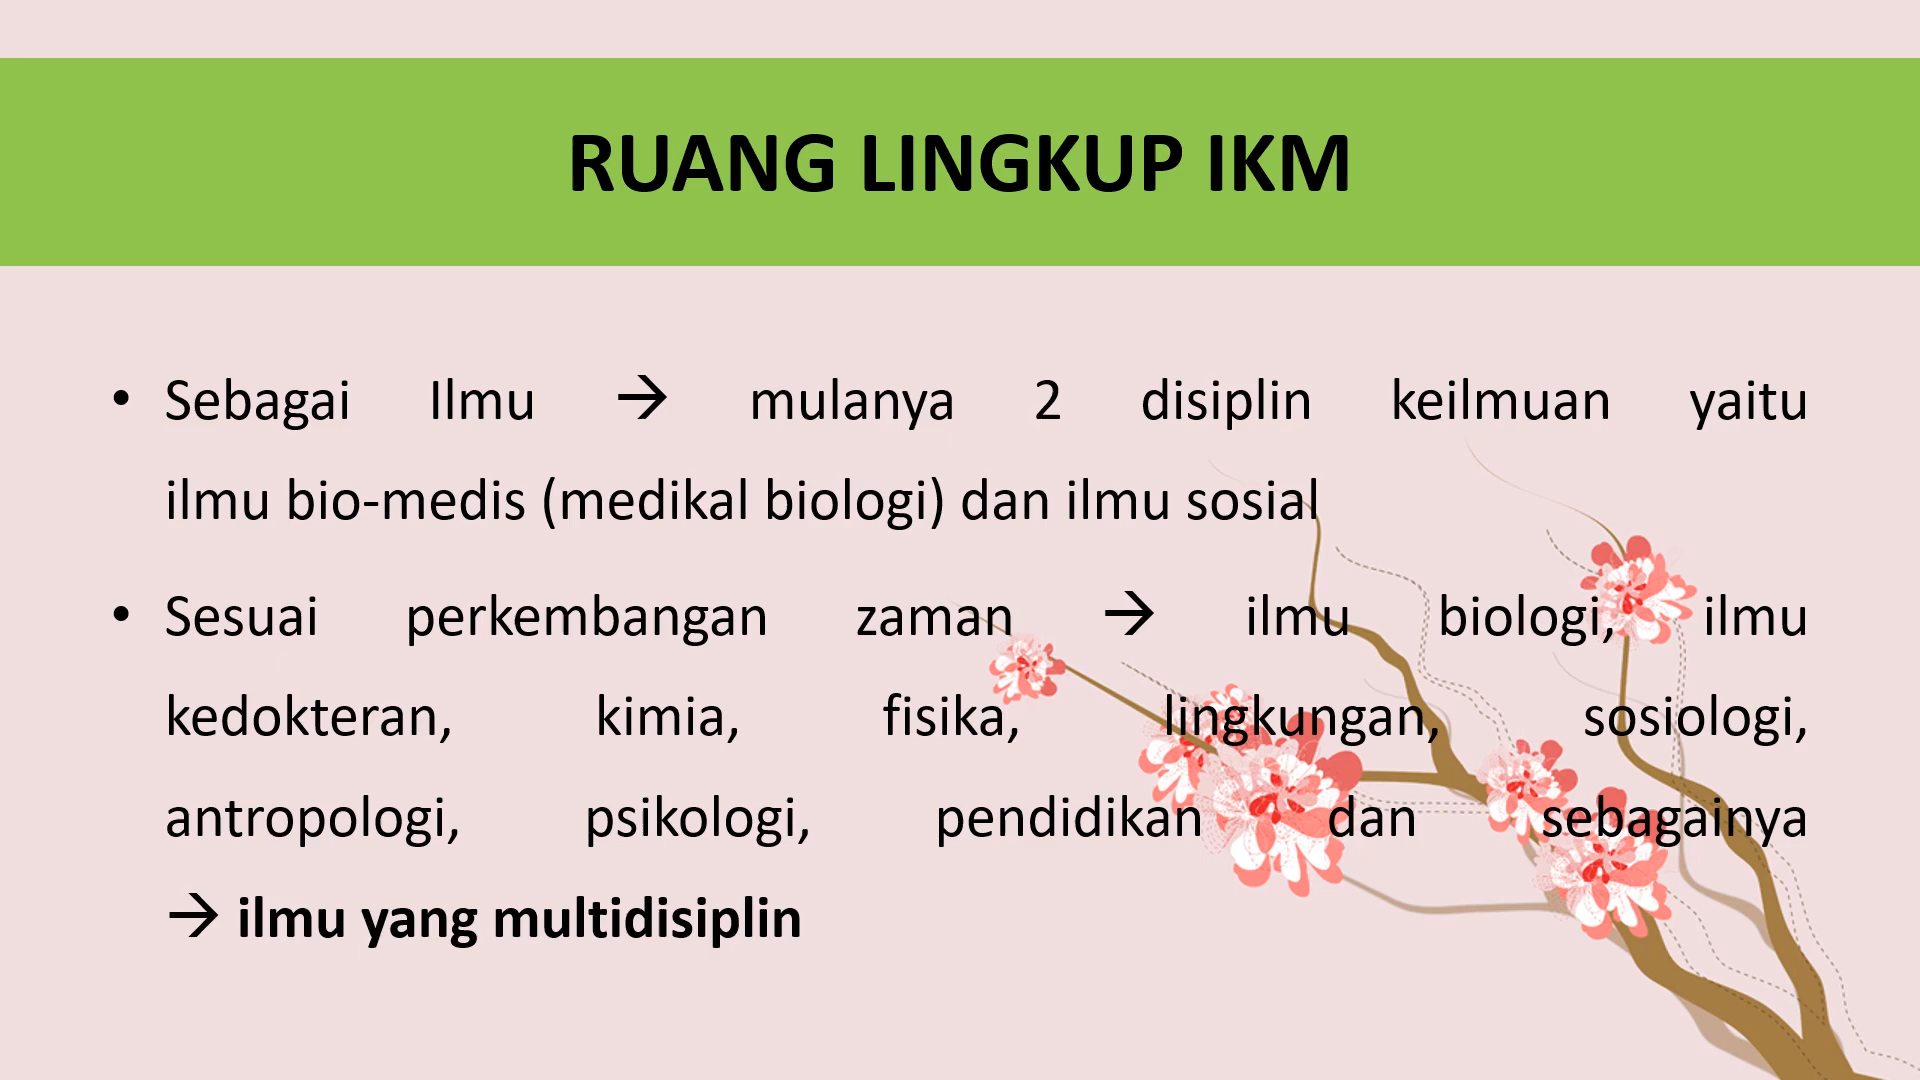 RUANG LINGKUP IKM
• Sebagai Ilmu → mulanya 2 disiplin keilmuan yaitu
ilmu bio-medis (medikal biologi) dan ilmu sosial
• Sesuai perkembangan zaman → ilmu biologi, ilmu
kedokteran, kimia, fisika, lingkungan, sosiologi,
antropologi, psikologi, pendidikan dan sebagainya
→ ilmu yang multidisiplin